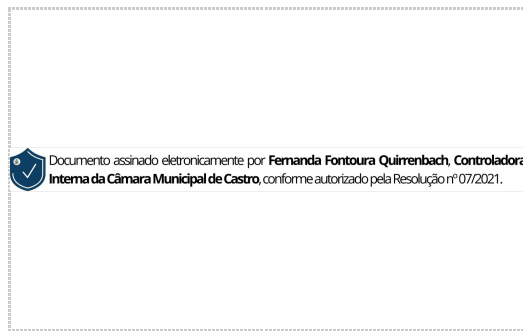 Documento assinado eletronicamente por Fernanda Fontoura Quirrenbach, Controladora
Interna da Câmara Municipal de Castro, conforme autorizado pela Resolução nº 07/2021.